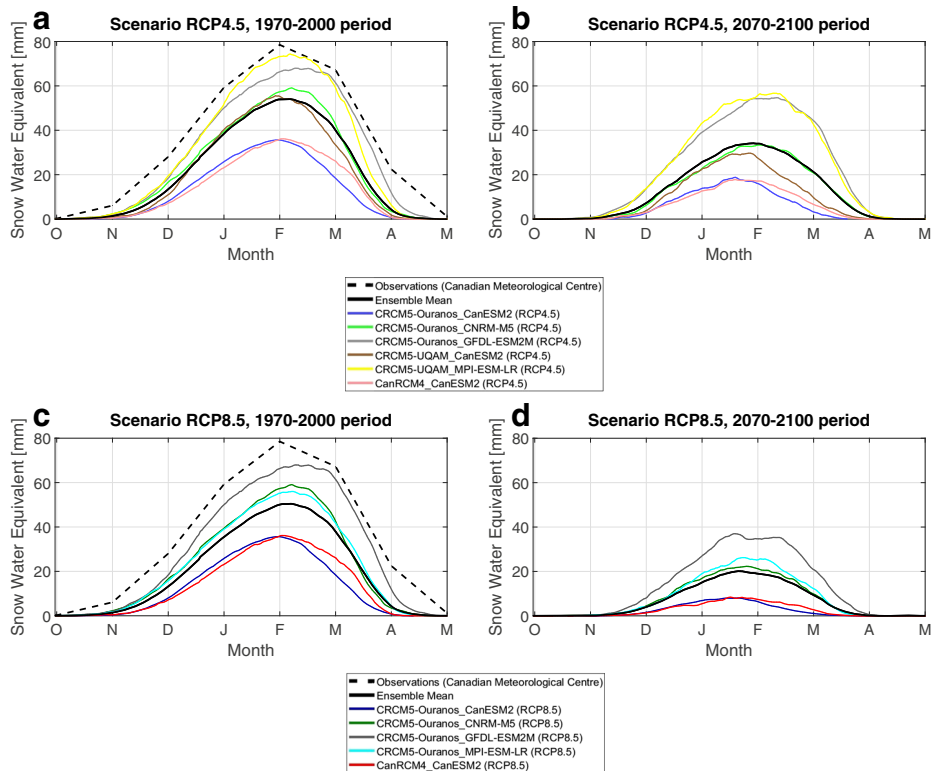 a
Scenario RCP4.5, 1970-2000 period
Snow Water Equivalent [mm]
80
60
40
20
0
O N D J F M A M
Month
b
Scenario RCP4.5, 2070-2100 period
Snow Water Equivalent [mm]
80
60
40
20
0
O N D J F M A M
Month
Observations (Canadian Meteorological Centre)
Ensemble Mean
CRCM5-Ouranos_CanESM2 (RCP4.5)
CRCM5-Ouranos_CNRM-M5 (RCP4.5)
CRCM5-Ouranos_GFDL-ESM2M (RCP4.5)
CRCM5-UQAM_CanESM2 (RCP4.5)
CRCM5-UQAM_MPI-ESM-LR (RCP4.5)
CanRCM4_CanESM2 (RCP4.5)
c
Scenario RCP8.5, 1970-2000 period
Snow Water Equivalent [mm]
80
60
40
20
0
O N D J F M A M
Month
d
Scenario RCP8.5, 2070-2100 period
Snow Water Equivalent [mm]
80
60
40
20
0
O N D J F M A M
Month
Observations (Canadian Meteorological Centre)
Ensemble Mean
CRCM5-Ouranos_CanESM2 (RCP8.5)
CRCM5-Ouranos_CNRM-M5 (RCP8.5)
CRCM5-Ouranos_GFDL-ESM2M (RCP8.5)
CRCM5-Ouranos_MPI-ESM-LR (RCP8.5)
CanRCM4_CanESM2 (RCP8.5)